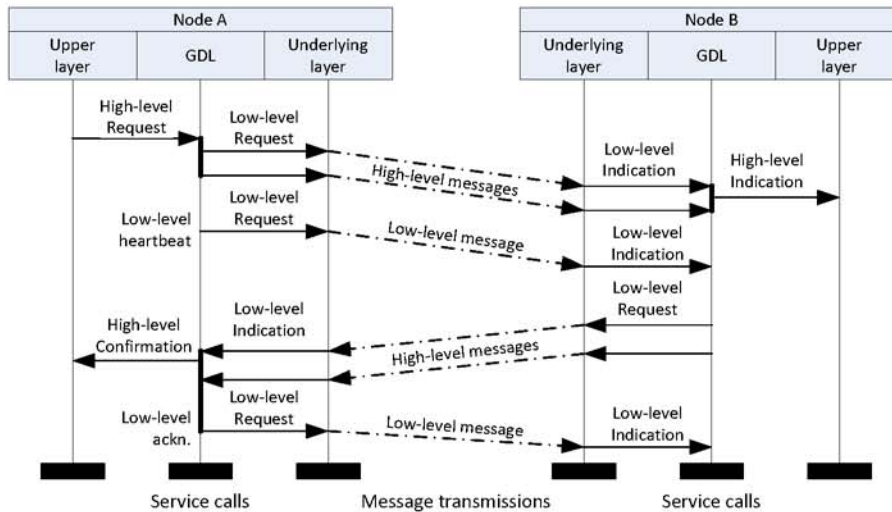 Node A
Node B
Upper
layer
GDL
Underlying
layer
Underlying
layer
GDL
Upper
layer
High-level
Request
Low-level
Request
High-level messages
Low-level
Indication
High-level
Indication
Low-level
heartbeat
Low-level
Request
Low-level message
Low-level
Indication
Low-level
Request
High-level
Confirmation
Low-level
Indication
High-level messages
Low-level
ackn.
Low-level
Request
Low-level message
Low-level
Indication
Service calls
Message transmissions
Service calls